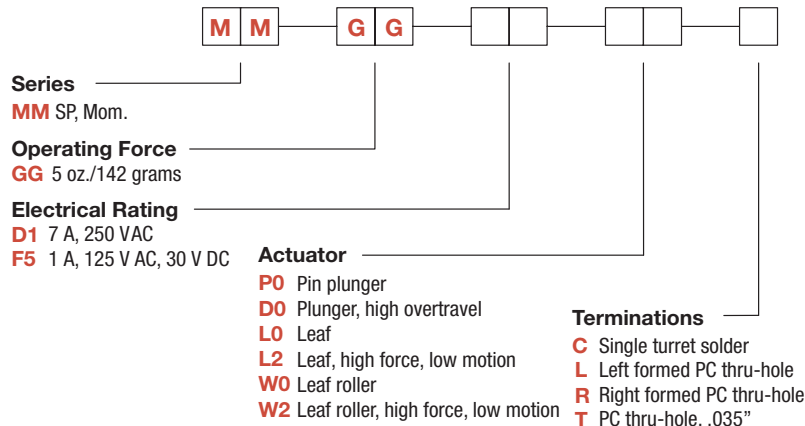 M M G G
Series
MM SP, Mom.
Operating Force
GG 5 oz./142 grams
Electrical Rating
D1 7 A, 250 VAC
F5 1 A, 125 V AC, 30 V DC
Actuator
P0 Pin plunger
D0 Plunger, high overtravel
L0 Leaf
L2 Leaf, high force, low motion
W0 Leaf roller
W2 Leaf roller, high force, low motion
Terminations
C Single turret solder
L Left formed PC thru-hole
R Right formed PC thru-hole
T PC thru-hole, .035”